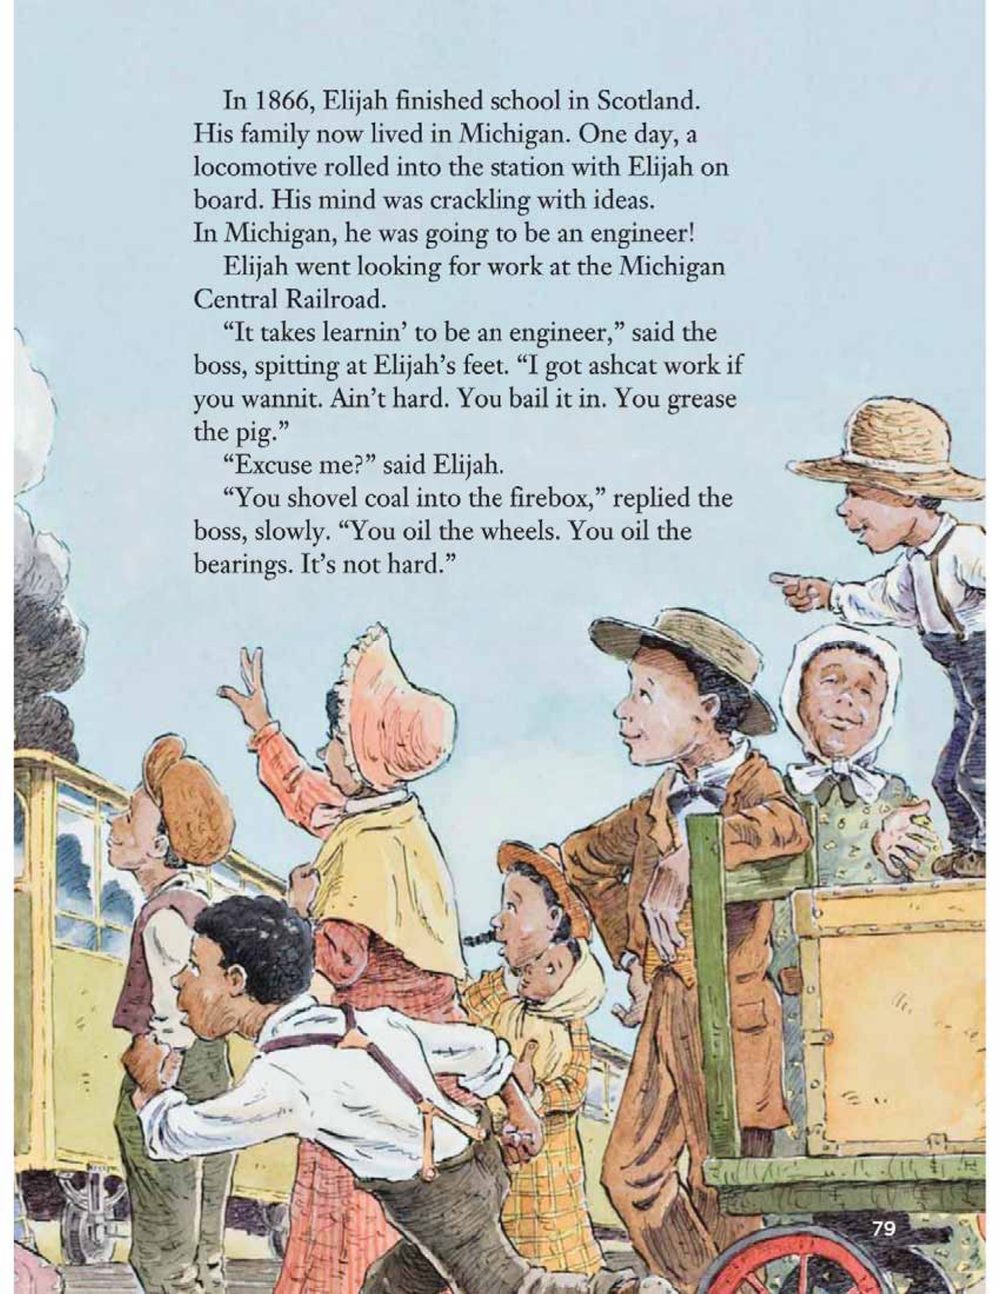 In 1866, Elijah finished school in Scotland.
His family now lived in Michigan. One day, a
locomotive rolled into the station with Elijah on
board. His mind was crackling with ideas.
In Michigan, he was going to be an engineer!
Elijah went looking for work at the Michigan
Central Railroad.
“It takes learnin’ to be an engineer,” said the
boss, spitting at Elijah’s feet. “I got ashcat work if
you wannit. Ain’t hard. You bail it in. You grease
the pig.”
“Excuse me?” said Elijah.
“You shovel coal into the firebox,” replied the
boss, slowly. “You oil the wheels. You oil the
bearings. It’s not hard.”
79